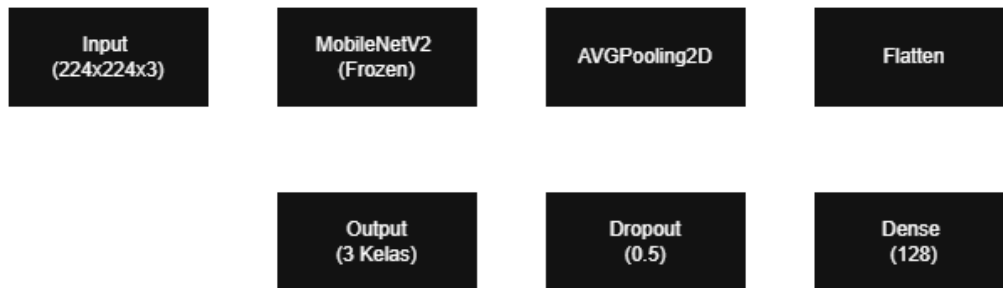 Input
(224x224x3)
MobileNetV2
(Frozen)
AVGPooling2D
Flatten
Output
(3 Kelas)
Dropout
(0.5)
Dense
(128)